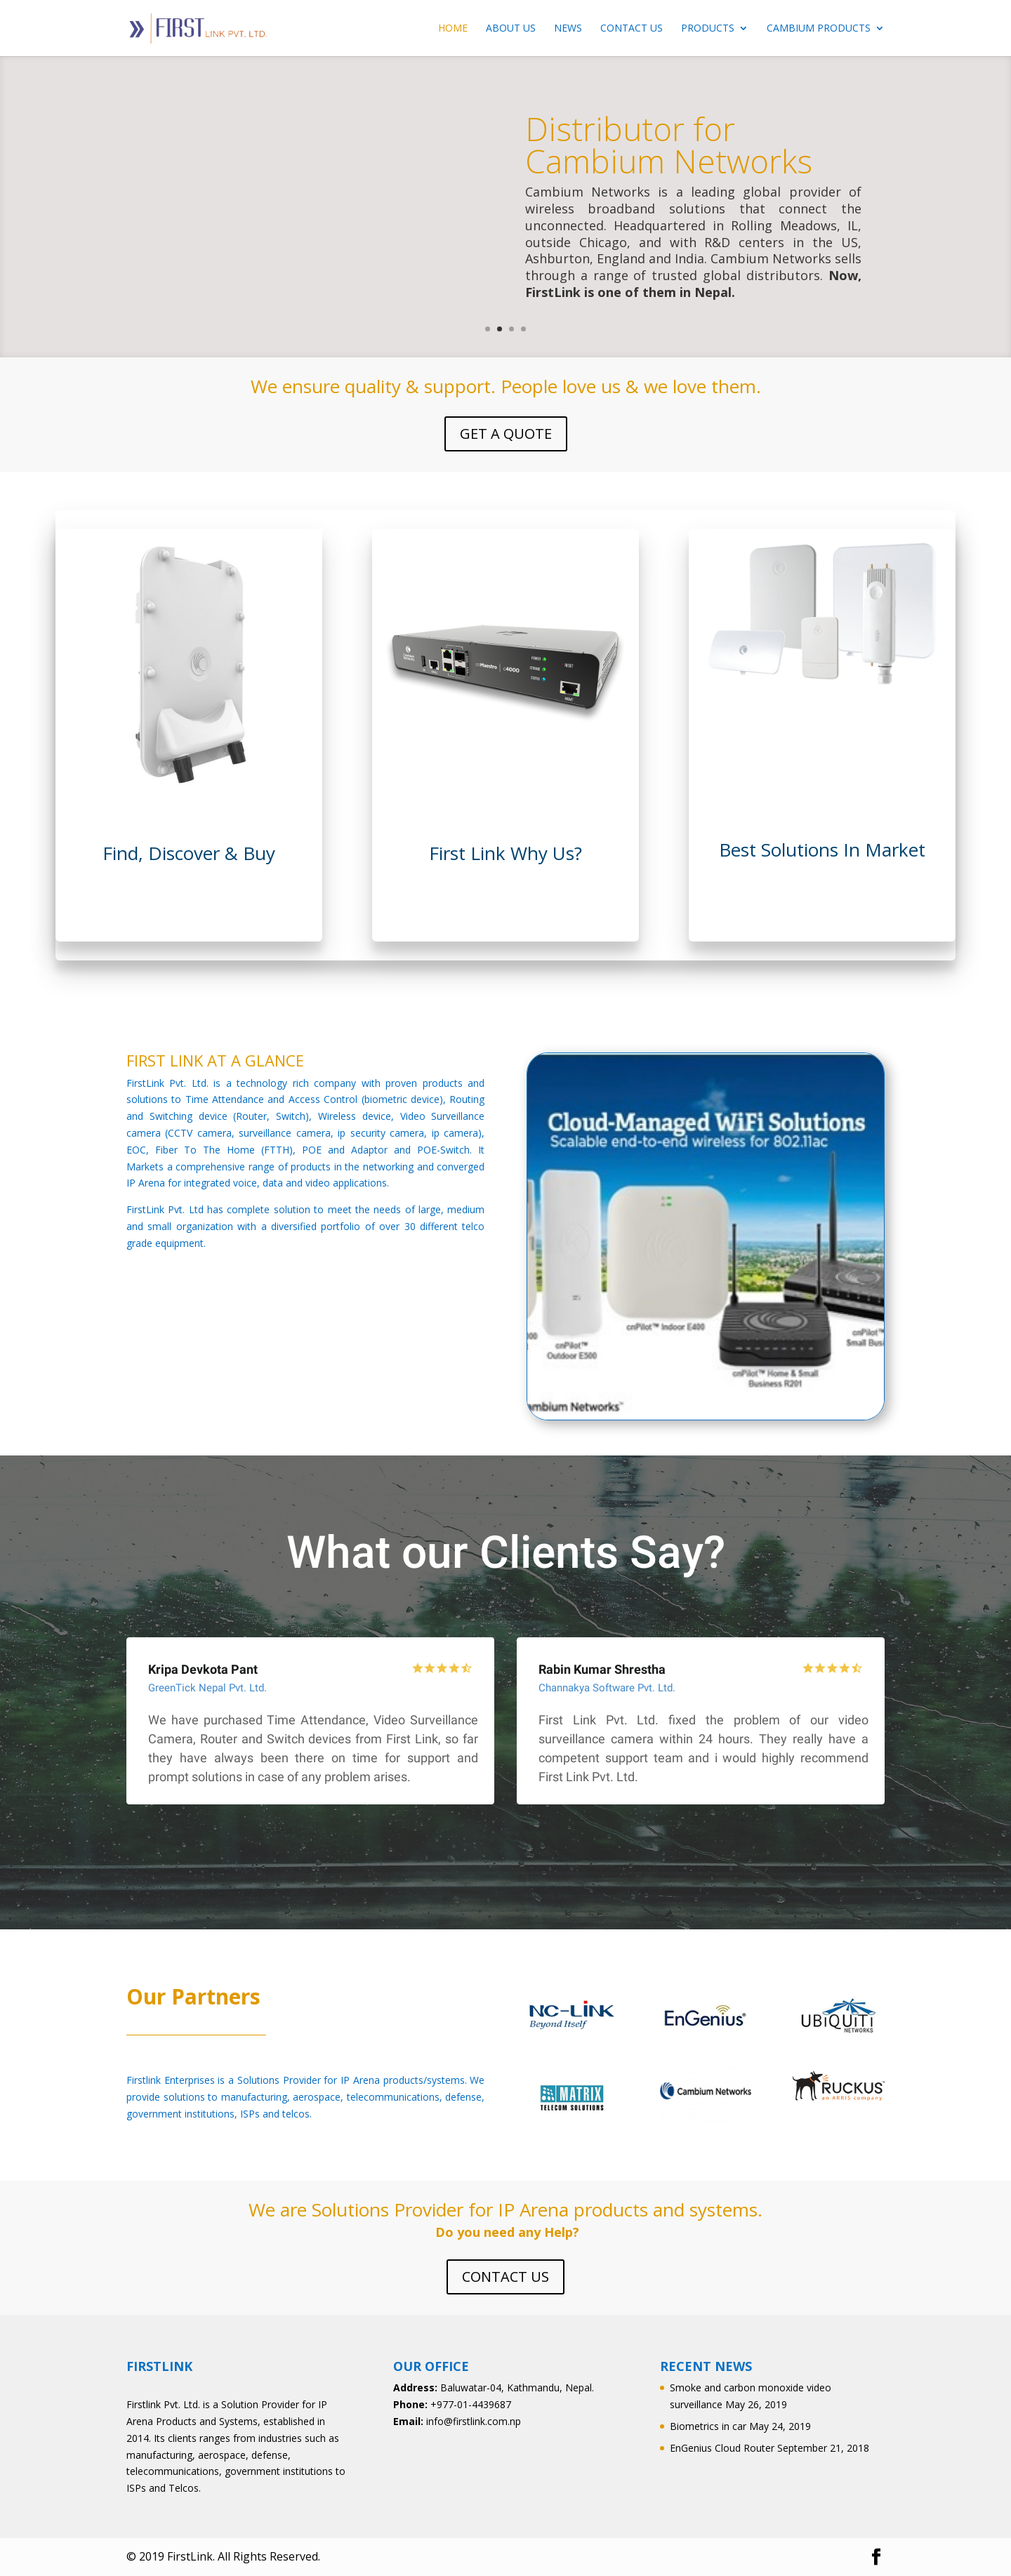 FIRST LINK PVT. LTD.
HOME ABOUT US NEWS CONTACT US PRODUCTS CAMBIUM PRODUCTS
Distributor for
Cambium Networks
Cambium Networks is a leading global provider of
wireless broadband solutions that connect the
unconnected. Headquartered in Rolling Meadows, IL,
outside Chicago, and with R&D centers in the US,
Ashburton, England and India. Cambium Networks sells
through a range of trusted global distributors. Now,
FirstLink is one of them in Nepal.
We ensure quality & support. People love us & we love them.
GET A QUOTE
Find, Discover & Buy
First Link Why Us?
Best Solutions In Market
FIRST LINK AT A GLANCE
FirstLink Pvt. Ltd. is a technology rich company with proven products and
solutions to Time Attendance and Access Control (biometric device), Routing
and Switching device (Router, Switch), Wireless device, Video Surveillance
camera (CCTV camera, surveillance camera, ip security camera, ip camera),
EOC, Fiber To The Home (FTTH), POE and Adaptor and POE-Switch. It
Markets a comprehensive range of products in the networking and converged
IP Arena for integrated voice, data and video applications.
FirstLink Pvt. Ltd has complete solution to meet the needs of large, medium
and small organization with a diversified portfolio of over 30 different telco
grade equipment.
Cloud-Managed WiFi Solutions
Scalable end-to-end wireless for 802.11ac
cnPilot™ Indoor E400
cnPilot™
Outdoor E500
cnPilot™
Small Busi
cnPilot™ Home & Small
Business R201
mbium Networks™
What our Clients Say?
Kripa Devkota Pant
GreenTick Nepal Pvt. Ltd.
We have purchased Time Attendance, Video Surveillance
Camera, Router and Switch devices from First Link, so far
they have always been there on time for support and
prompt solutions in case of any problem arises.
Rabin Kumar Shrestha
Channakya Software Pvt. Ltd.
First Link Pvt. Ltd. fixed the problem of our video
surveillance camera within 24 hours. They really have a
competent support team and i would highly recommend
First Link Pvt. Ltd.
Our Partners
Firstlink Enterprises is a Solutions Provider for IP Arena products/systems. We
provide solutions to manufacturing, aerospace, telecommunications, defense,
government institutions, ISPs and telcos.
NC-LINK
Beyond Itself
EnGenius®
UBIQUITI
NETWORKS
MATRIX
TELECOM SOLUTIONS
Cambium Networks
RUCKUS
an ARRIS company
We are Solutions Provider for IP Arena products and systems.
Do you need any Help?
CONTACT US
FIRSTLINK
Firstlink Pvt. Ltd. is a Solution Provider for IP
Arena Products and Systems, established in
2014. Its clients ranges from industries such as
manufacturing, aerospace, defense,
telecommunications, government institutions to
ISPs and Telcos.
OUR OFFICE
Address: Baluwatar-04, Kathmandu, Nepal.
Phone: +977-01-4439687
Email: info@firstlink.com.np
RECENT NEWS
Smoke and carbon monoxide video
surveillance May 26, 2019
Biometrics in car May 24, 2019
EnGenius Cloud Router September 21, 2018
© 2019 FirstLink. All Rights Reserved.